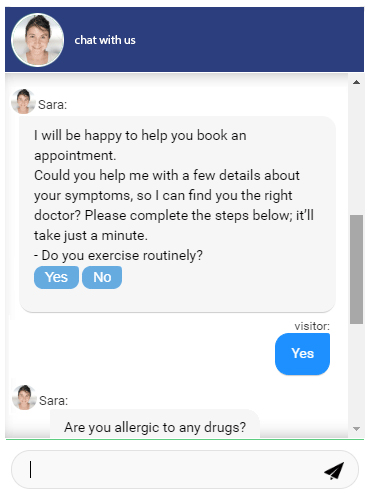 chat with us
Sara:
I will be happy to help you book an
appointment.
Could you help me with a few details about
your symptoms, so I can find you the right
doctor? Please complete the steps below; it’ll
take just a minute.
- Do you exercise routinely?
Yes No
visitor:
Yes
Sara:
Are you allergic to any drugs?